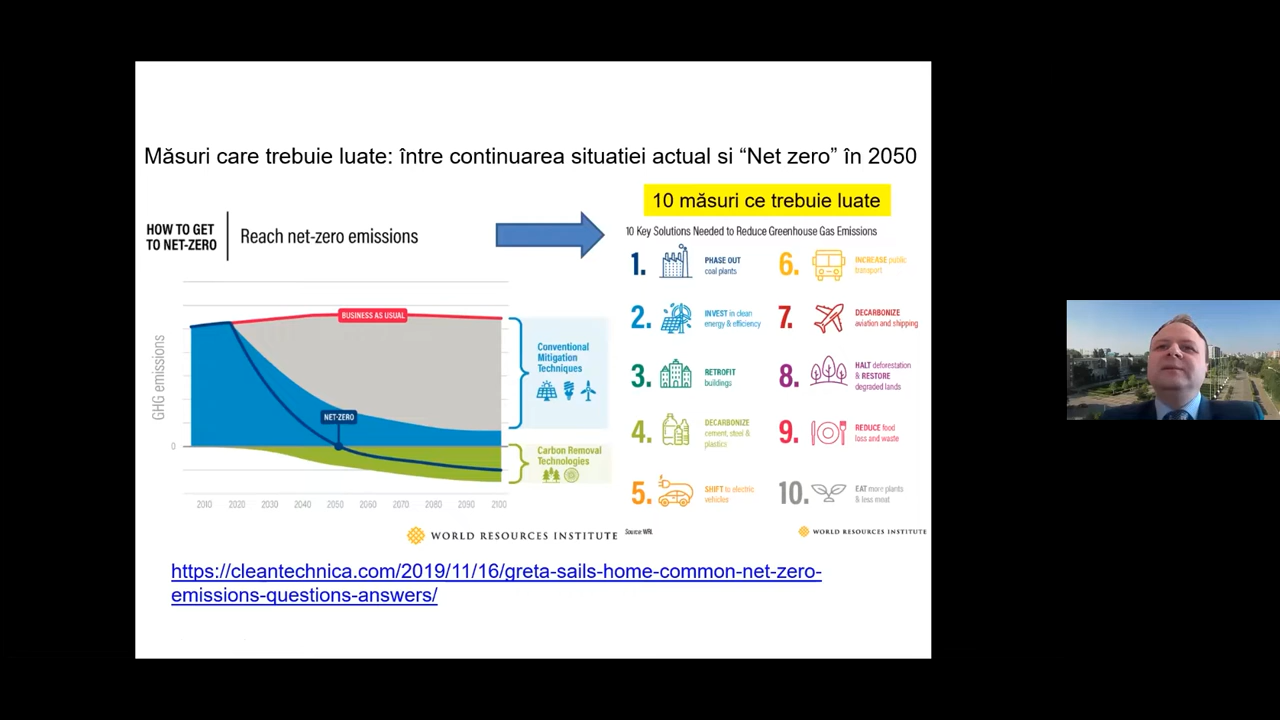 Măsuri care trebuie luate: între continuarea situatiei actual si “Net zero” în 2050
HOW TO GET
TO NET-ZERO
Reach net-zero emissions
GHG emissions
BUSINESS AS USUAL
NET-ZERO
0
2010 2020 2030 2040 2050 2060 2070 2080 2090 2100
Conventional
Mitigation
Techniques
Carbon Removal
Technologies
WORLD RESOURCES INSTITUTE
10 măsuri ce trebuie luate
10 Key Solutions Needed to Reduce Greenhouse Gas Emissions
1. PHASE OUT
coal plants
2. INVEST in clean
energy & efficiency
3. RETROFIT
buildings
4. DECARBONIZE
cement, steel &
plastics
5. SHIFT to electric
vehicles
6. INCREASE public
transport
7. DECARBONIZE
aviation and shipping
8. HALT deforestation
& RESTORE
degraded lands
9. REDUCE food
loss and waste
10. EAT more plants
& less meat
Source: WRI.
WORLD RESOURCES INSTITUTE
https://cleantechnica.com/2019/11/16/greta-sails-home-common-net-zero-
emissions-questions-answers/